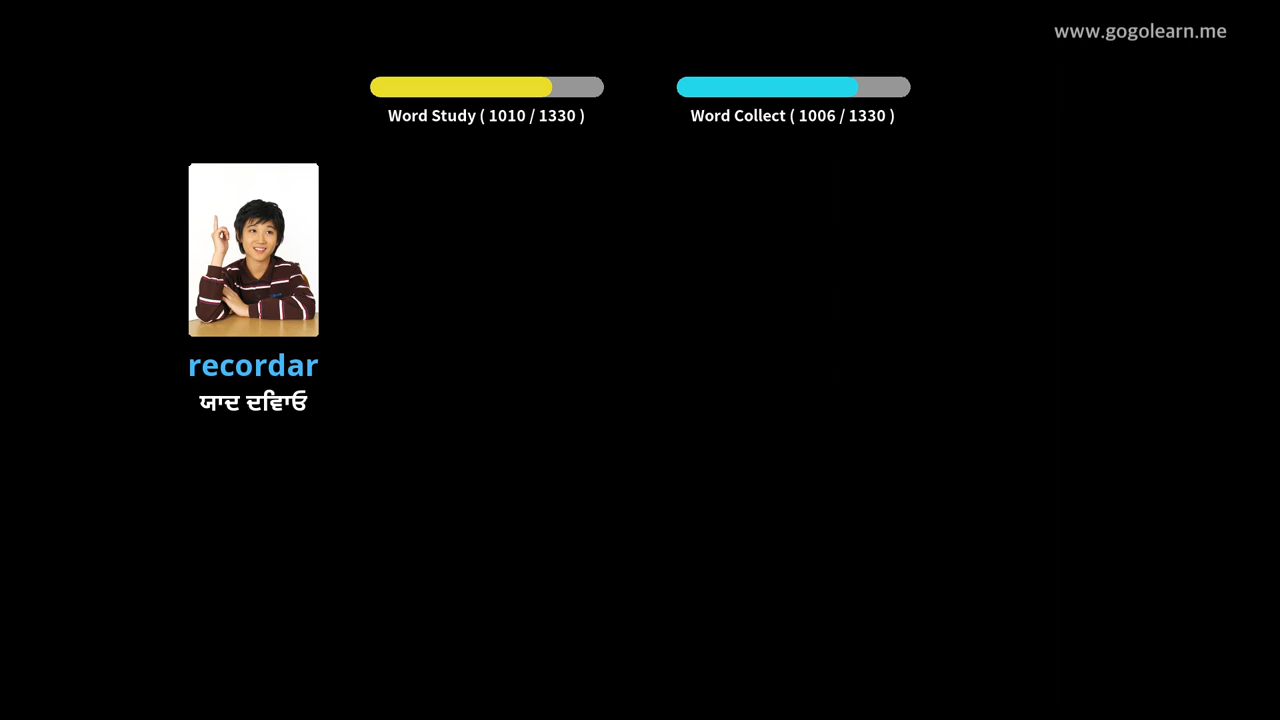 www.gogolearn.me
Word Study ( 1010 / 1330 )
Word Collect ( 1006 / 1330 )
recordar
ਯਾਦ ਦਵਿਾਓ